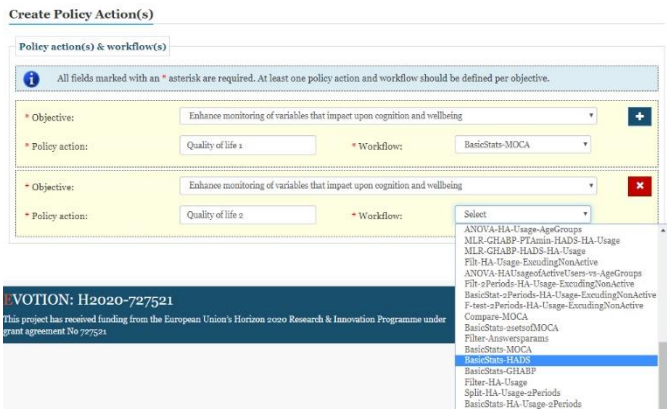 Create Policy Action(s)
Policy action(s) & workflow(s)
i All fields marked with an * asterisk are required. At least one policy action and workflow should be defined per objective.
* Objective: Enhance monitoring of variables that impact upon cognition and wellbeing
* Policy action: Quality of life 1 * Workflow: BasicStats-MOCA
* Objective: Enhance monitoring of variables that impact upon cognition and wellbeing
* Policy action: Quality of life 2 * Workflow: Select
ANOVA-HA-Usage-AgeGroups
MLR-GHABP-PTAmin-HADS-HA-Usage
MLR-GHABP-HADS-HA-Usage
Filt-HA-Usage-ExcudingNonActive
ANOVA-HAUsageofActiveUsers-vs-AgeGroups
Filt-2Periods-HA-Usage-ExcudingNonActive
BasicStat-2Periods-HA-Usage-ExcudingNonActive
F-test-2Periods-HA-Usage-ExcudingNonActive
Compare-MOCA
BasicStats-2setsofMOCA
Filter-Answersparams
BasicStats-MOCA
BasicStats-HADS
BasicStats-GHABP
Filter-HA-Usage
Split-HA-Usage-2Periods
BasicStats-HA-Usage-2Periods
EVOTION: H2020-727521
This project has received funding from the European Union's Horizon 2020 Research & Innovation Programme under
grant agreement No 727521